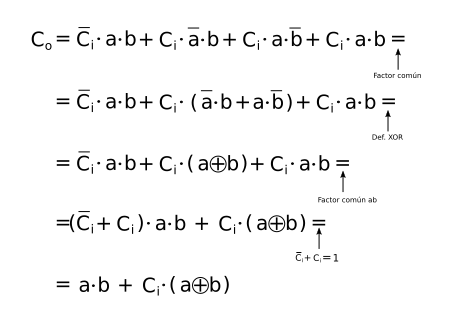 Cₒ = C̅ᵢ · a·b + Cᵢ · a̅·b + Cᵢ · a·b̅ + Cᵢ · a·b =
Factor común
= C̅ᵢ · a·b + Cᵢ · (a̅·b+a·b̅) + Cᵢ · a·b =
Def. XOR
= C̅ᵢ · a·b + Cᵢ · (a⊕b) + Cᵢ · a·b =
Factor común ab
=(C̅ᵢ + Cᵢ) · a·b + Cᵢ · (a⊕b) =
C̅ᵢ + Cᵢ = 1
= a·b + Cᵢ · (a⊕b)